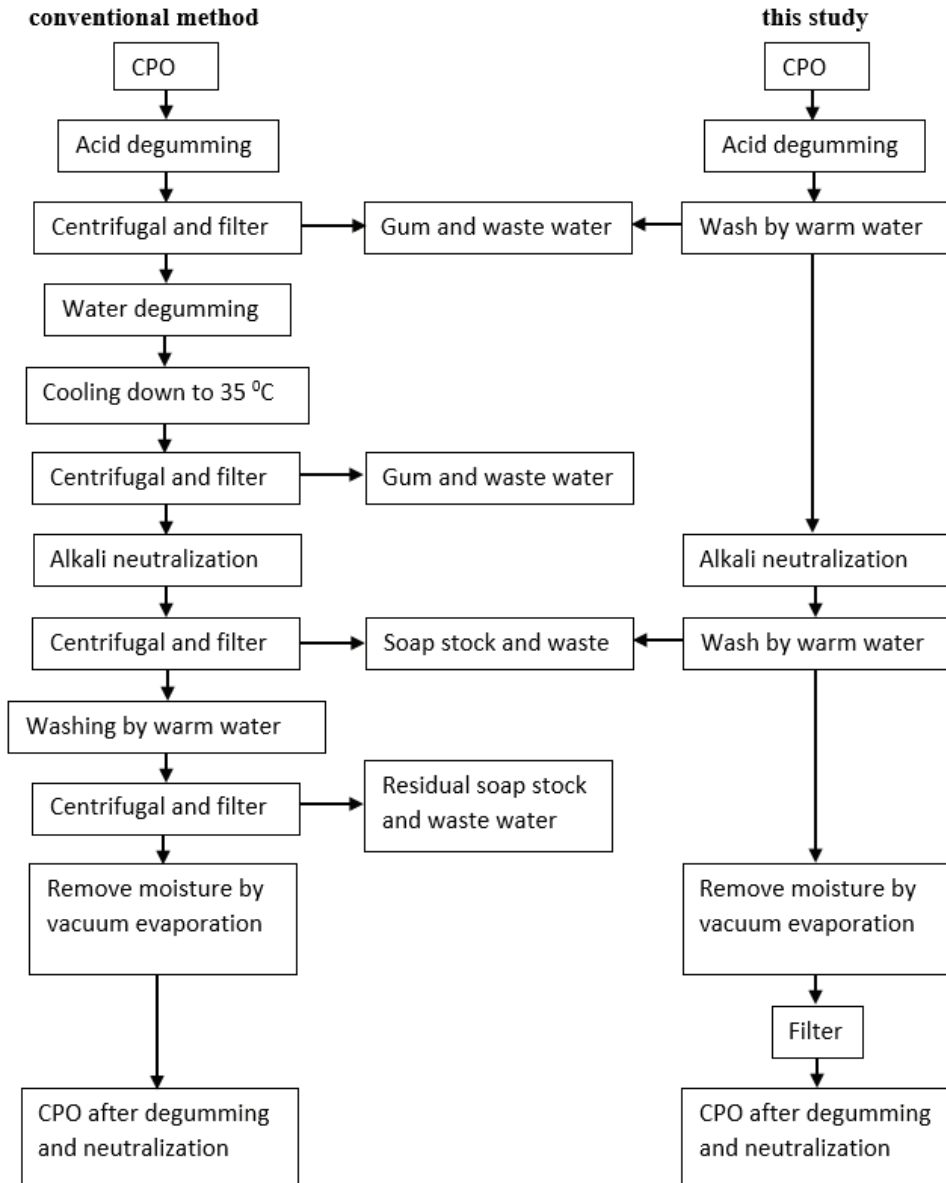 conventional method
this study
CPO
CPO
Acid degumming
Acid degumming
Centrifugal and filter
Gum and waste water
Wash by warm water
Water degumming
Cooling down to 35 ⁰C
Centrifugal and filter
Gum and waste water
Alkali neutralization
Alkali neutralization
Centrifugal and filter
Soap stock and waste
Wash by warm water
Washing by warm water
Centrifugal and filter
Residual soap stock
and waste water
Remove moisture by
vacuum evaporation
Remove moisture by
vacuum evaporation
Filter
CPO after degumming
and neutralization
CPO after degumming
and neutralization